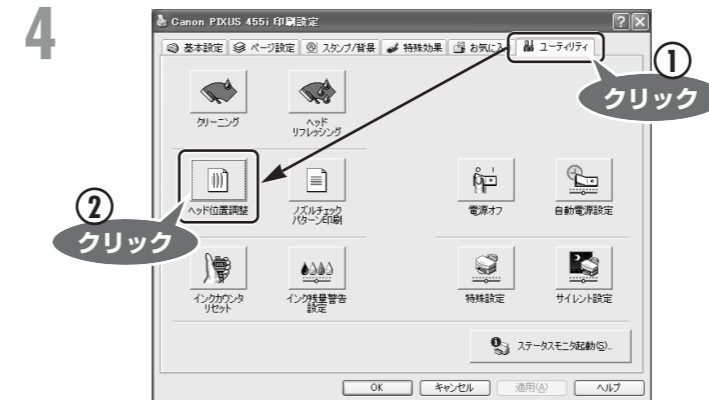 4
Canon PIXUS 455i 印刷設定
基本設定 ページ設定 スタンプ/背景 特殊効果 お気に入 ユーティリティ
①
クリック
クリーニング
ヘッド
リフレッシング
②
クリック
ヘッド位置調整
ノズルチェック
パターン印刷
電源オフ
自動電源設定
インクカウンタ
リセット
インク残量警告
設定
特殊設定
サイレント設定
ステータスモニタ起動(S)...
OK キャンセル 適用(A) ヘルプ